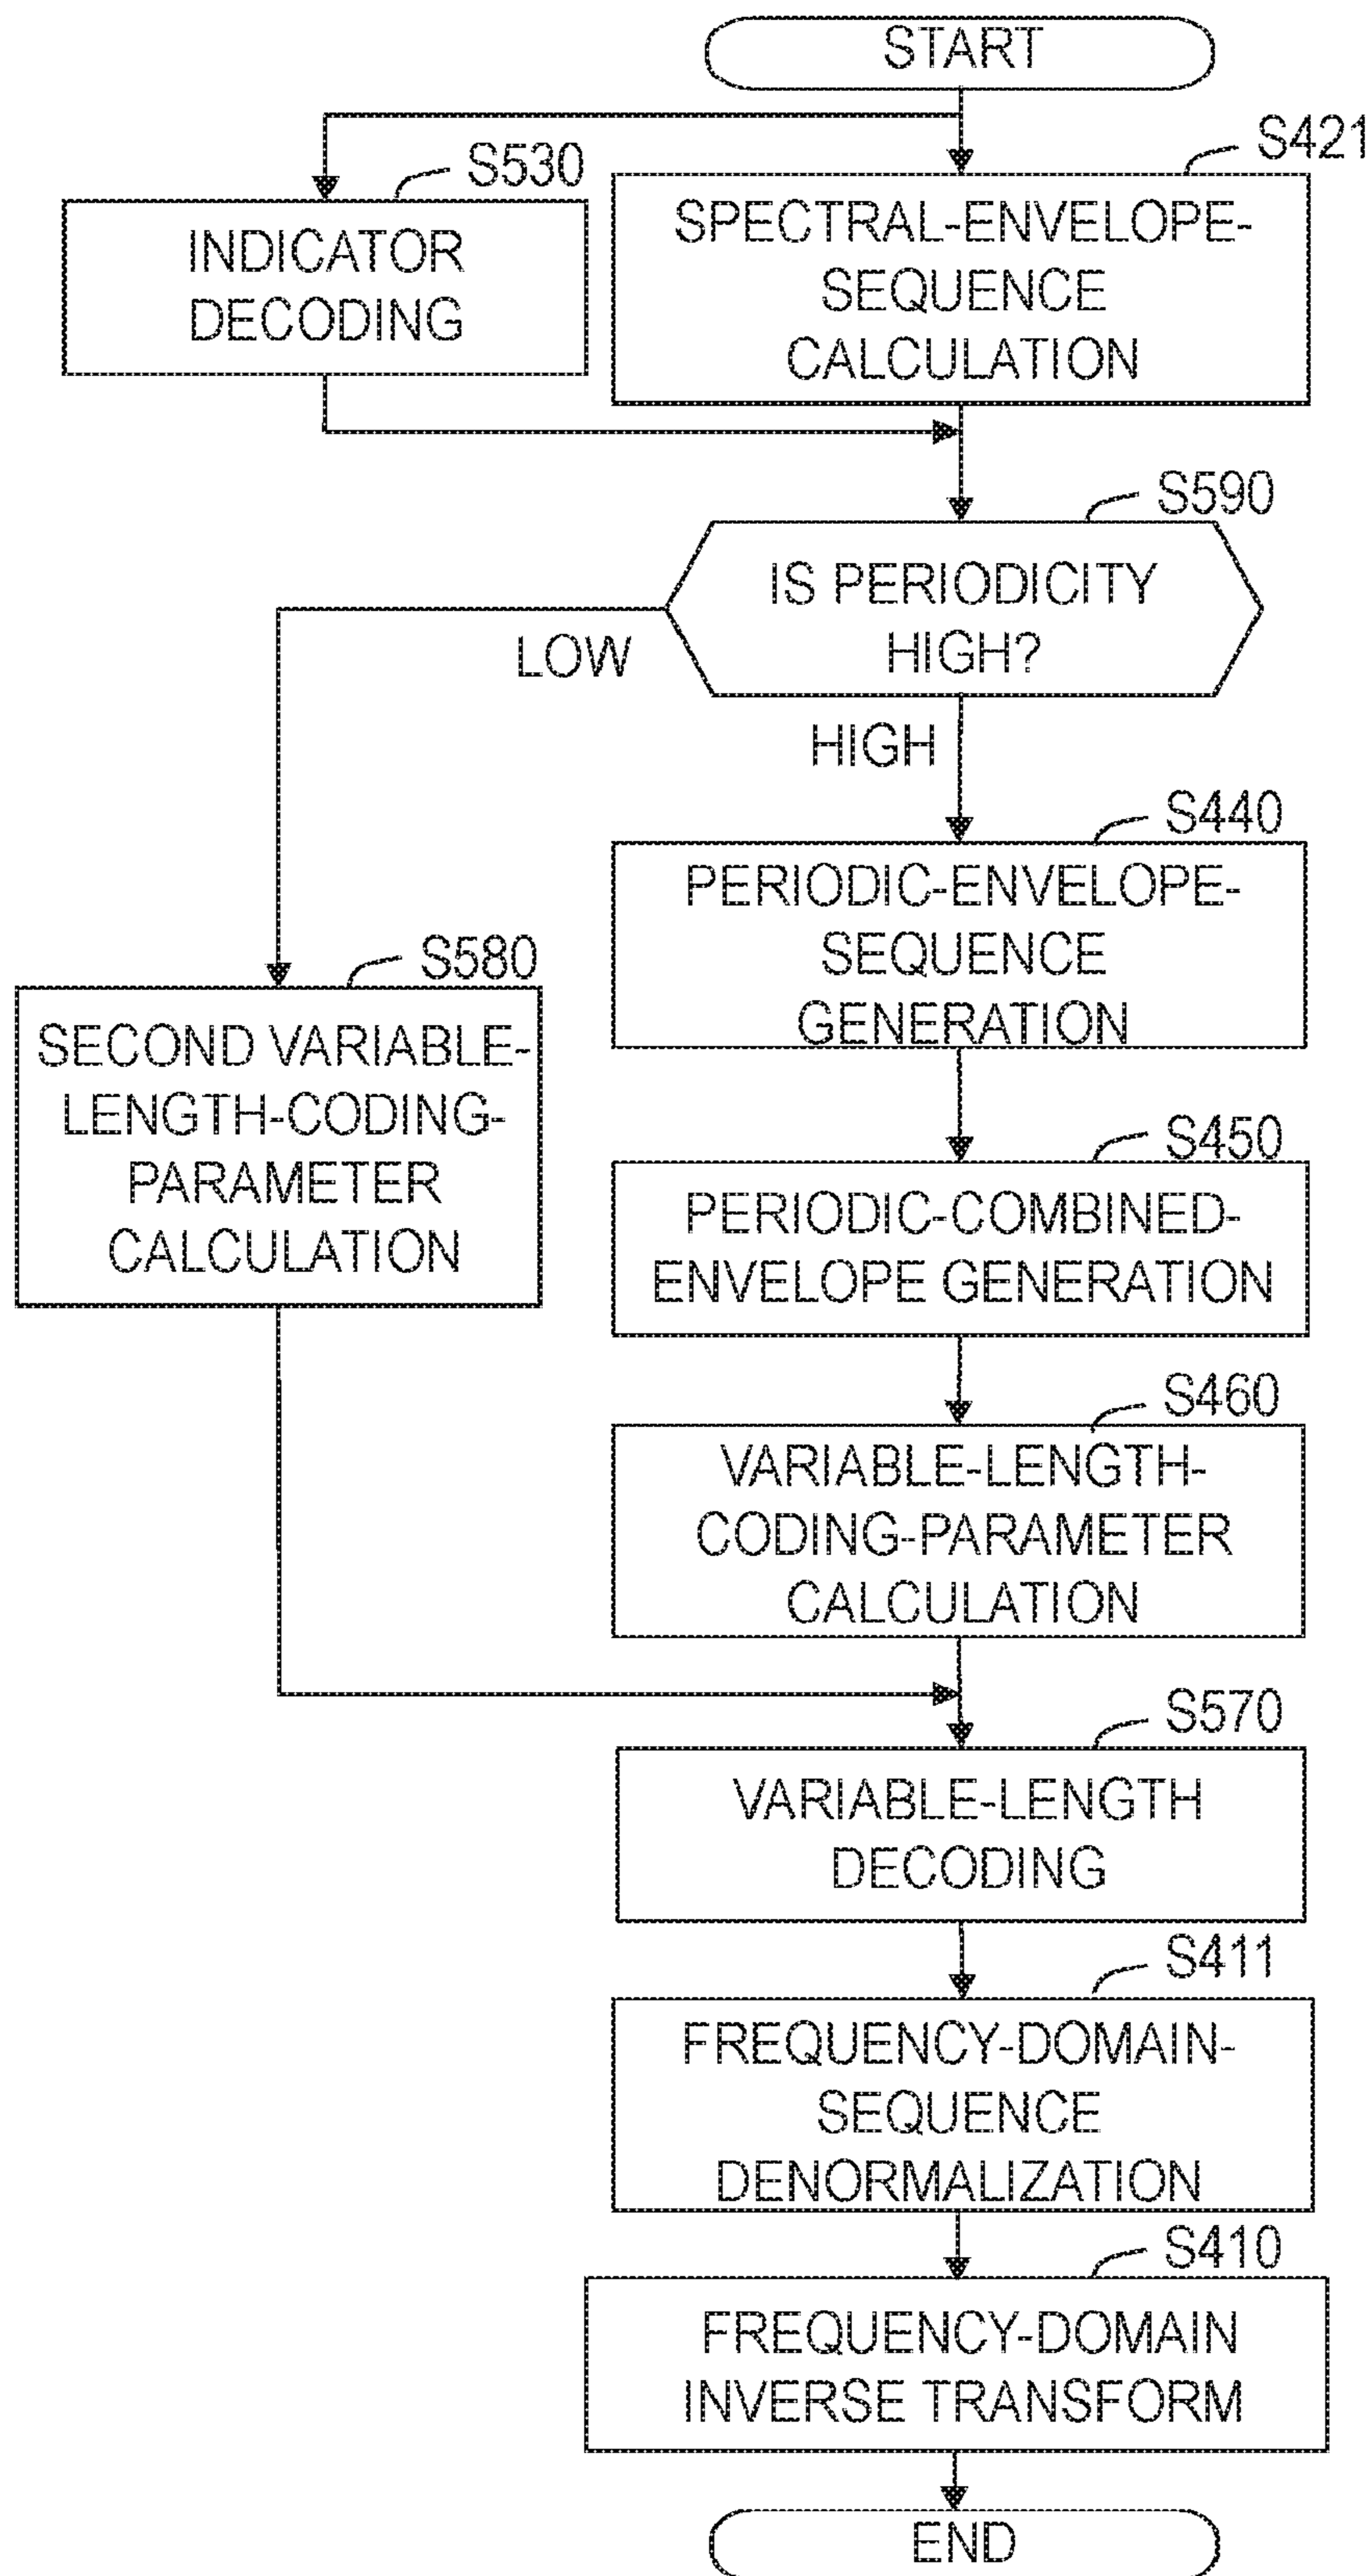 START
S421
S530
INDICATOR
DECODING
SPECTRAL-ENVELOPE-
SEQUENCE
CALCULATION
S590
IS PERIODICITY
HIGH?
LOW
HIGH
S440
PERIODIC-ENVELOPE-
SEQUENCE
GENERATION
S580
SECOND VARIABLE-
LENGTH-CODING-
PARAMETER
CALCULATION
S450
PERIODIC-COMBINED-
ENVELOPE GENERATION
S460
VARIABLE-LENGTH-
CODING-PARAMETER
CALCULATION
S570
VARIABLE-LENGTH
DECODING
S411
FREQUENCY-DOMAIN-
SEQUENCE
DENORMALIZATION
S410
FREQUENCY-DOMAIN
INVERSE TRANSFORM
END